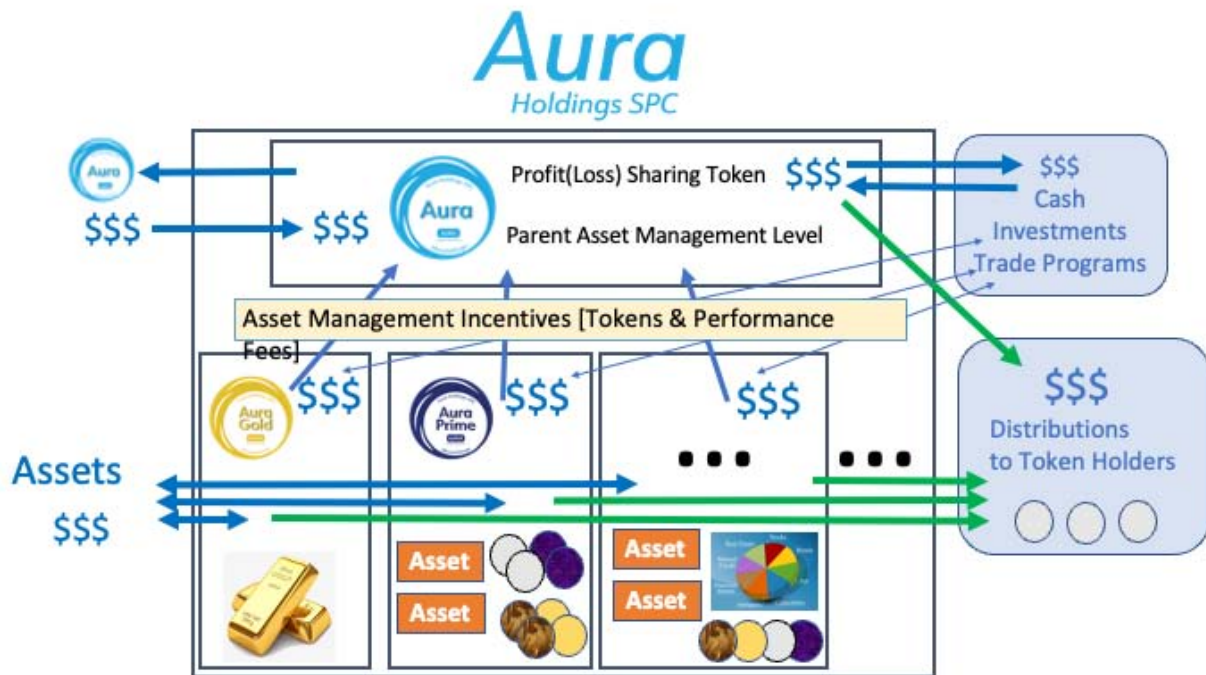 Aura
Holdings SPC
Aura
$$$
$$$
Aura
Profit(Loss) Sharing Token
Parent Asset Management Level
$$$
$$$
Cash
Investments
Trade Programs
Asset Management Incentives [Tokens & Performance
Fees]
Aura
Gold
$$$
Aura
Prime
$$$
$$$
$$$
Distributions
to Token Holders
Assets
$$$
Asset
Asset
Asset
Asset